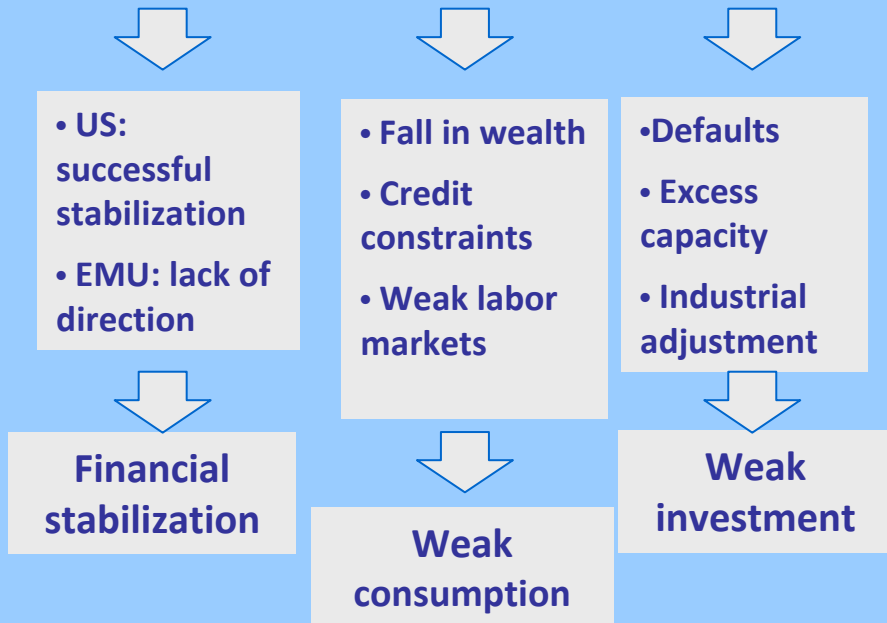 • US:
successful
stabilization
• EMU: lack of
direction
• Fall in wealth
• Credit
constraints
• Weak labor
markets
•Defaults
• Excess
capacity
• Industrial
adjustment
Financial
stabilization
Weak
consumption
Weak
investment